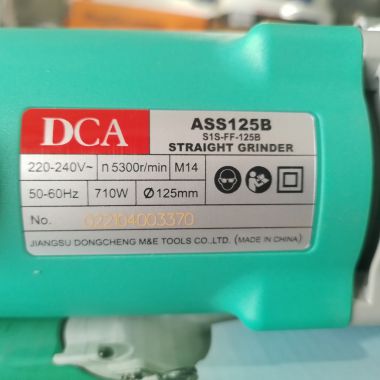 DCA
ASS125B
S1S-FF-125B
STRAIGHT GRINDER
220-240V~ n 5300r/min M14
50-60Hz 710W Ø125mm
No. 022104003370
JIANGSU DONGCHENG M&E TOOLS CO.,LTD. (MADE IN CHINA)